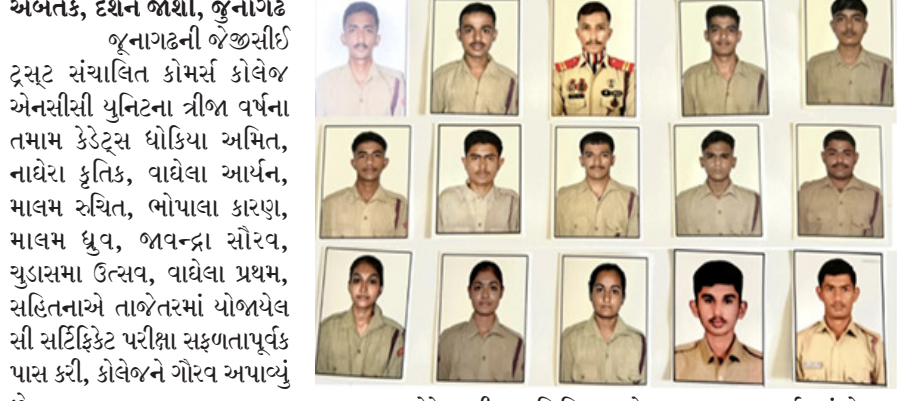 અબતક, દર્શન જોશી, જુનાગઢ
જૂનાગઢની જેજીસીઈ
ટ્રસ્ટ સંચાલિત કોમર્સ કોલેજ
એનસીસી યુનિટના ત્રીજા વર્ષના
તમામ કેડેટ્સ ધોકિયા અમિત,
નાઘેરા કૃતિક, વાઘેલા આર્યન,
માલમ રુચિત, ભોપાલા કારણ,
માલમ ધ્રુવ, જાવન્દ્રા સૌરવ,
ચુડાસમા ઉત્સવ, વાઘેલા પ્રથમ,
સહિતનાએ તાજેતરમાં યોજાયેલ
સી સર્ટિફિકેટ પરીક્ષા સફળતાપૂર્વક
પાસ કરી, કોલેજને ગૌરવ અપાવ્યું